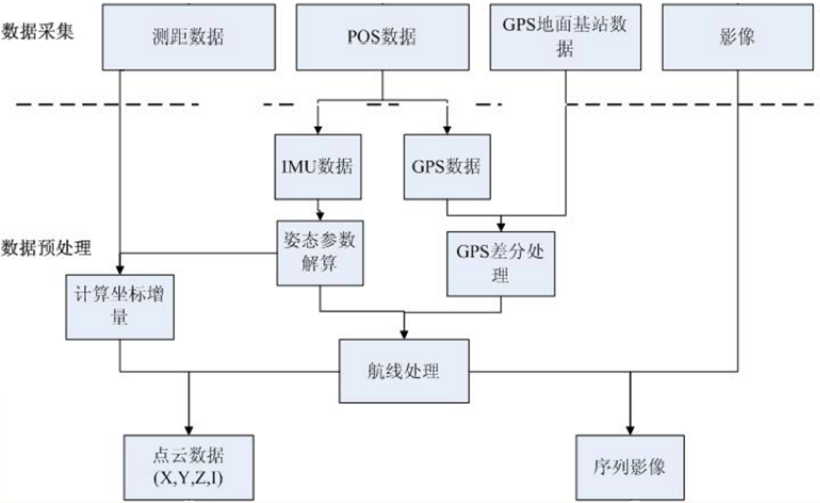 数据采集
测距数据
POS数据
GPS地面基站数
据
影像
IMU数据
GPS数据
数据预处理
姿态参数
解算
GPS差分处
理
计算坐标增
量
航线处理
点云数据
(X,Y,Z,I)
序列影像